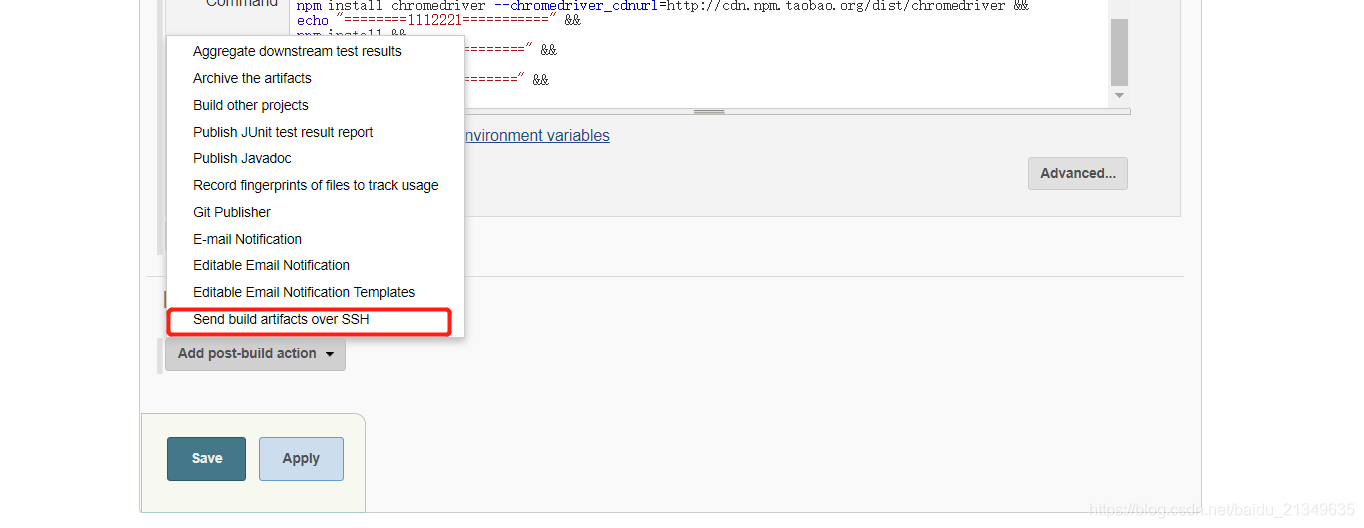 Command
npm install chromedriver --chromedriver_cdnurl=http://cdn.npm.taobao.org/dist/chromedriver &&
echo "========1112221===========" &&
npm install &&
Aggregate downstream test results
========" &&
Archive the artifacts
=======" &&
Build other projects
Publish JUnit test result report
nvironment variables
Publish Javadoc
Advanced...
Record fingerprints of files to track usage
Git Publisher
E-mail Notification
Editable Email Notification
Editable Email Notification Templates
Send build artifacts over SSH
Add post-build action
Save
Apply
https://blog.csdn.net/baidu_21349635